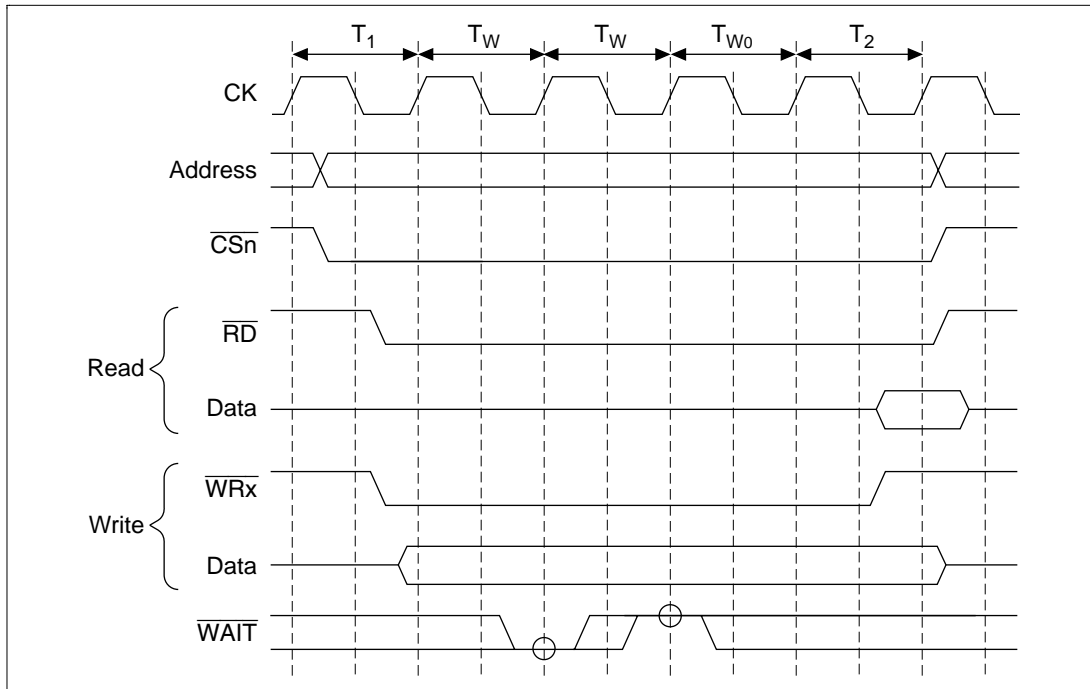 T1 TW TW TW0 T2
CK
Address
CSn
RD
Read
Data
WRx
Write
Data
WAIT